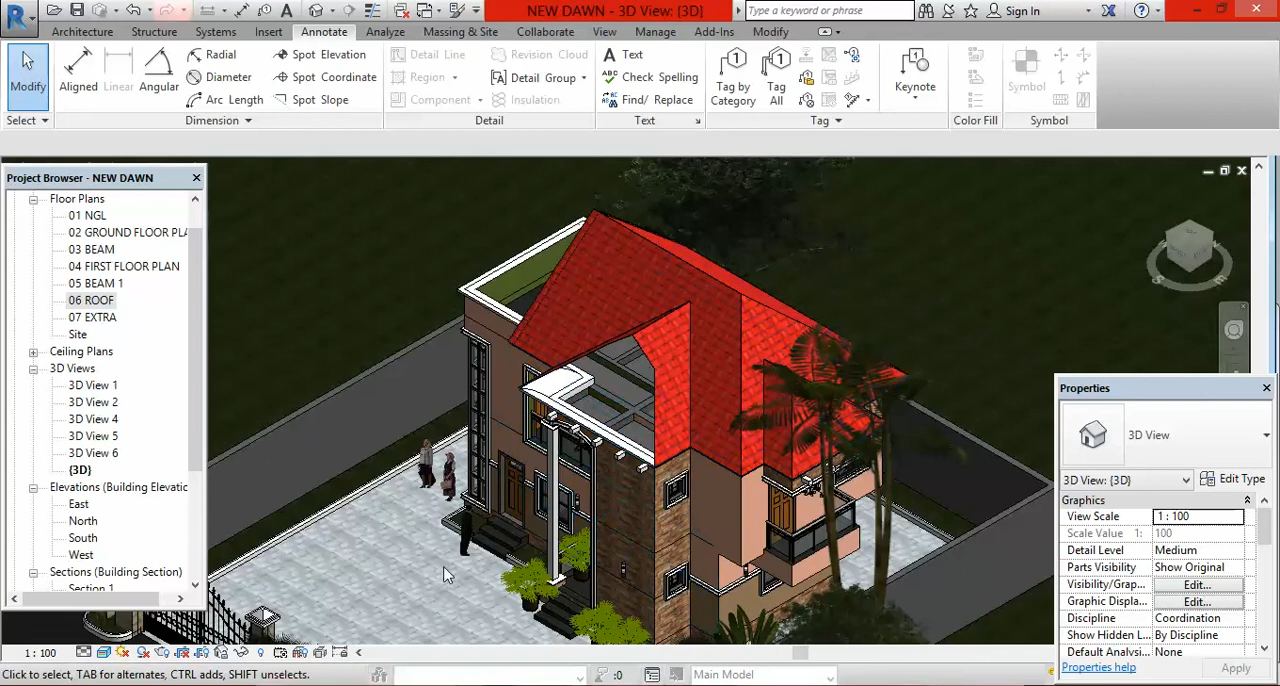 NEW DAWN - 3D View: {3D}
Type a keyword or phrase
Sign In
Architecture
Structure
Systems
Insert
Annotate
Analyze
Massing & Site
Collaborate
View
Manage
Add-Ins
Modify
Modify
Select
Aligned
Linear
Angular
Radial
Diameter
Arc Length
Spot Elevation
Spot Coordinate
Spot Slope
Dimension
Detail Line
Region
Component
Revision Cloud
Detail Group
Insulation
Detail
Text
Check Spelling
Find/ Replace
Text
Tag by
Category
Tag
All
Tag
Keynote
Color Fill
Symbol
Symbol
Project Browser - NEW DAWN
Floor Plans
01 NGL
02 GROUND FLOOR PLA
03 BEAM
04 FIRST FLOOR PLAN
05 BEAM 1
06 ROOF
07 EXTRA
Site
Ceiling Plans
3D Views
3D View 1
3D View 2
3D View 4
3D View 5
3D View 6
{3D}
Elevations (Building Elevatic
East
North
South
West
Sections (Building Section)
Section 1
Properties
3D View
3D View: {3D}
Edit Type
Graphics
View Scale 1 : 100
Scale Value 1: 100
Detail Level Medium
Parts Visibility Show Original
Visibility/Grap... Edit...
Graphic Displa... Edit...
Discipline Coordination
Show Hidden L... By Discipline
Default Analysi... None
Properties help
Apply
1 : 100
Click to select, TAB for alternates, CTRL adds, SHIFT unselects.
:0
Main Model